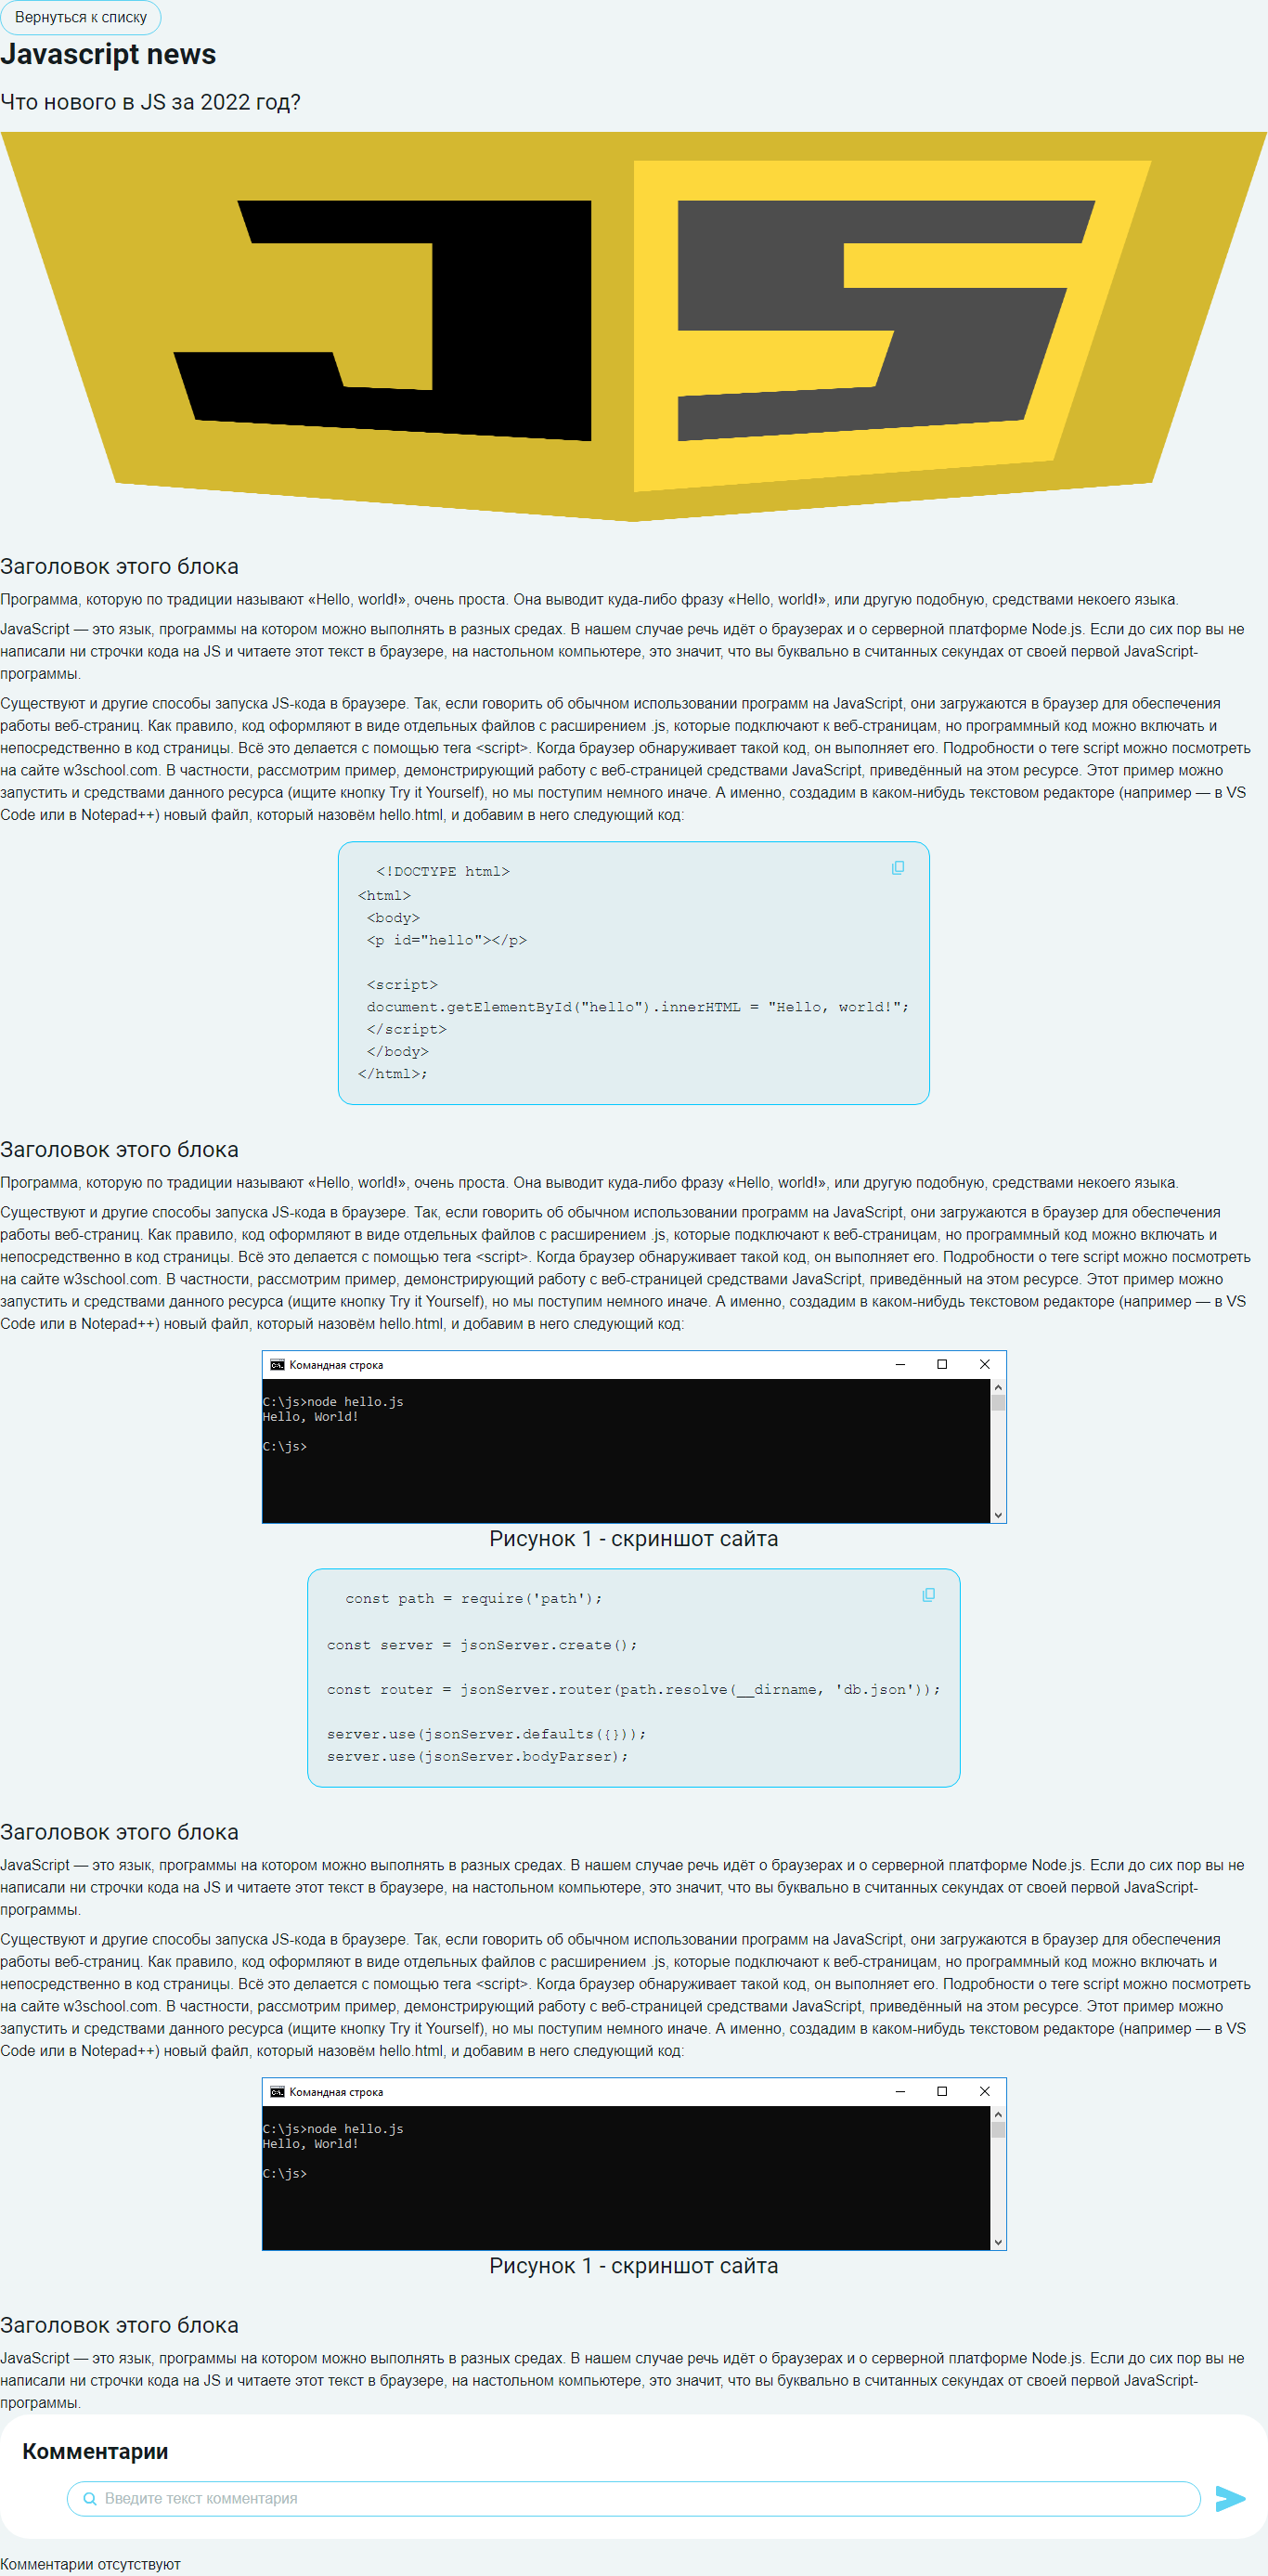 Вернуться к списку
Javascript news
Что нового в JS за 2022 год?
JS
Заголовок этого блока
Программа, которую по традиции называют «Hello, world!», очень проста. Она выводит куда-либо фразу «Hello, world!», или другую подобную, средствами некоего языка.
JavaScript — это язык, программы на котором можно выполнять в разных средах. В нашем случае речь идёт о браузерах и о серверной платформе Node.js. Если до сих пор вы не
написали ни строчки кода на JS и читаете этот текст в браузере, на настольном компьютере, это значит, что вы буквально в считанных секундах от своей первой JavaScript-
программы.
Существуют и другие способы запуска JS-кода в браузере. Так, если говорить об обычном использовании программ на JavaScript, они загружаются в браузер для обеспечения
работы веб-страниц. Как правило, код оформляют в виде отдельных файлов с расширением .js, которые подключают к веб-страницам, но программный код можно включать и
непосредственно в код страницы. Всё это делается с помощью тега <script>. Когда браузер обнаруживает такой код, он выполняет его. Подробности о теге script можно посмотреть
на сайте w3school.com. В частности, рассмотрим пример, демонстрирующий работу с веб-страницей средствами JavaScript, приведённый на этом ресурсе. Этот пример можно
запустить и средствами данного ресурса (ищите кнопку Try it Yourself), но мы поступим немного иначе. А именно, создадим в каком-нибудь текстовом редакторе (например — в VS
Code или в Notepad++) новый файл, который назовём hello.html, и добавим в него следующий код:
<!DOCTYPE html>
<html>
<body>
<p id="hello"></p>
<script>
document.getElementById("hello").innerHTML = "Hello, world!";
</script>
</body>
</html>;
Заголовок этого блока
Программа, которую по традиции называют «Hello, world!», очень проста. Она выводит куда-либо фразу «Hello, world!», или другую подобную, средствами некоего языка.
Существуют и другие способы запуска JS-кода в браузере. Так, если говорить об обычном использовании программ на JavaScript, они загружаются в браузер для обеспечения
работы веб-страниц. Как правило, код оформляют в виде отдельных файлов с расширением .js, которые подключают к веб-страницам, но программный код можно включать и
непосредственно в код страницы. Всё это делается с помощью тега <script>. Когда браузер обнаруживает такой код, он выполняет его. Подробности о теге script можно посмотреть
на сайте w3school.com. В частности, рассмотрим пример, демонстрирующий работу с веб-страницей средствами JavaScript, приведённый на этом ресурсе. Этот пример можно
запустить и средствами данного ресурса (ищите кнопку Try it Yourself), но мы поступим немного иначе. А именно, создадим в каком-нибудь текстовом редакторе (например — в VS
Code или в Notepad++) новый файл, который назовём hello.html, и добавим в него следующий код:
Командная строка
C:\js>node hello.js
Hello, World!
C:\js>
Рисунок 1 - скриншот сайта
const path = require('path');
const server = jsonServer.create();
const router = jsonServer.router(path.resolve(__dirname, 'db.json'));
server.use(jsonServer.defaults({}));
server.use(jsonServer.bodyParser);
Заголовок этого блока
JavaScript — это язык, программы на котором можно выполнять в разных средах. В нашем случае речь идёт о браузерах и о серверной платформе Node.js. Если до сих пор вы не
написали ни строчки кода на JS и читаете этот текст в браузере, на настольном компьютере, это значит, что вы буквально в считанных секундах от своей первой JavaScript-
программы.
Существуют и другие способы запуска JS-кода в браузере. Так, если говорить об обычном использовании программ на JavaScript, они загружаются в браузер для обеспечения
работы веб-страниц. Как правило, код оформляют в виде отдельных файлов с расширением .js, которые подключают к веб-страницам, но программный код можно включать и
непосредственно в код страницы. Всё это делается с помощью тега <script>. Когда браузер обнаруживает такой код, он выполняет его. Подробности о теге script можно посмотреть
на сайте w3school.com. В частности, рассмотрим пример, демонстрирующий работу с веб-страницей средствами JavaScript, приведённый на этом ресурсе. Этот пример можно
запустить и средствами данного ресурса (ищите кнопку Try it Yourself), но мы поступим немного иначе. А именно, создадим в каком-нибудь текстовом редакторе (например — в VS
Code или в Notepad++) новый файл, который назовём hello.html, и добавим в него следующий код:
Командная строка
C:\js>node hello.js
Hello, World!
C:\js>
Рисунок 1 - скриншот сайта
Заголовок этого блока
JavaScript — это язык, программы на котором можно выполнять в разных средах. В нашем случае речь идёт о браузерах и о серверной платформе Node.js. Если до сих пор вы не
написали ни строчки кода на JS и читаете этот текст в браузере, на настольном компьютере, это значит, что вы буквально в считанных секундах от своей первой JavaScript-
программы.
Комментарии
Введите текст комментария
Комментарии отсутствуют